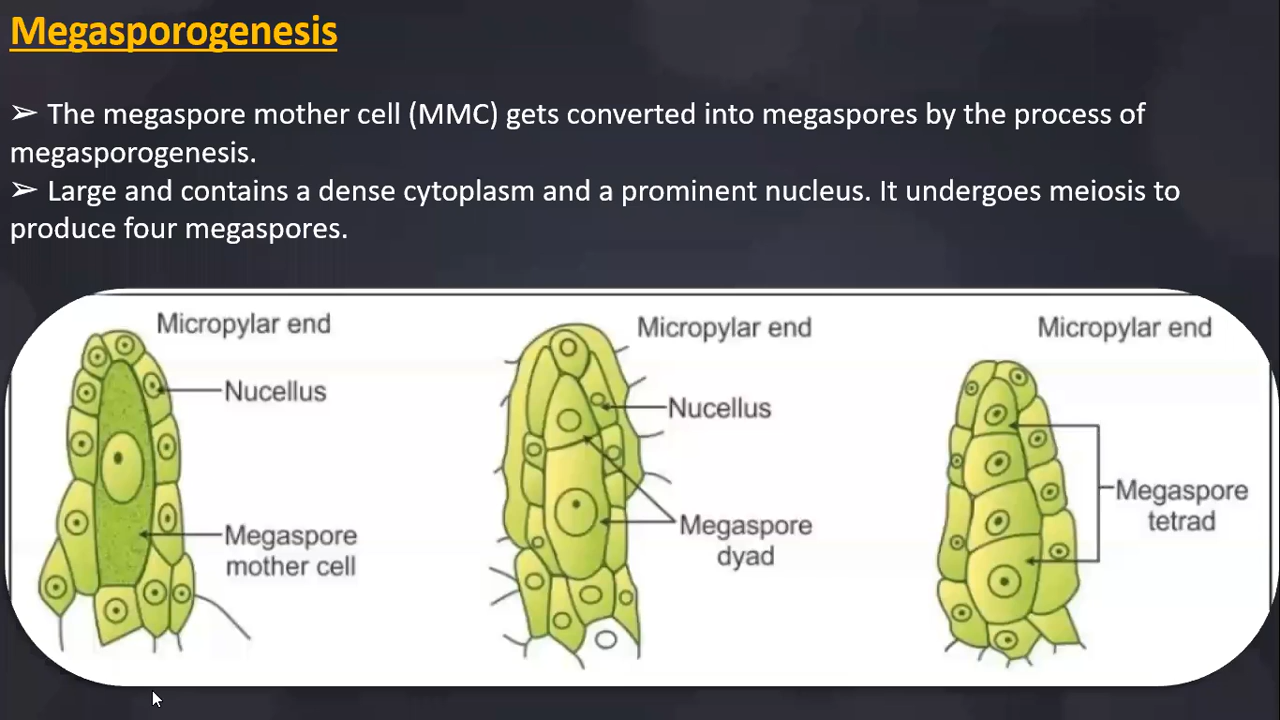 Megasporogenesis
➢ The megaspore mother cell (MMC) gets converted into megaspores by the process of
megasporogenesis.
➢ Large and contains a dense cytoplasm and a prominent nucleus. It undergoes meiosis to
produce four megaspores.
Micropylar end
Nucellus
Megaspore
mother cell
Micropylar end
Nucellus
Megaspore
dyad
Micropylar end
Megaspore
tetrad